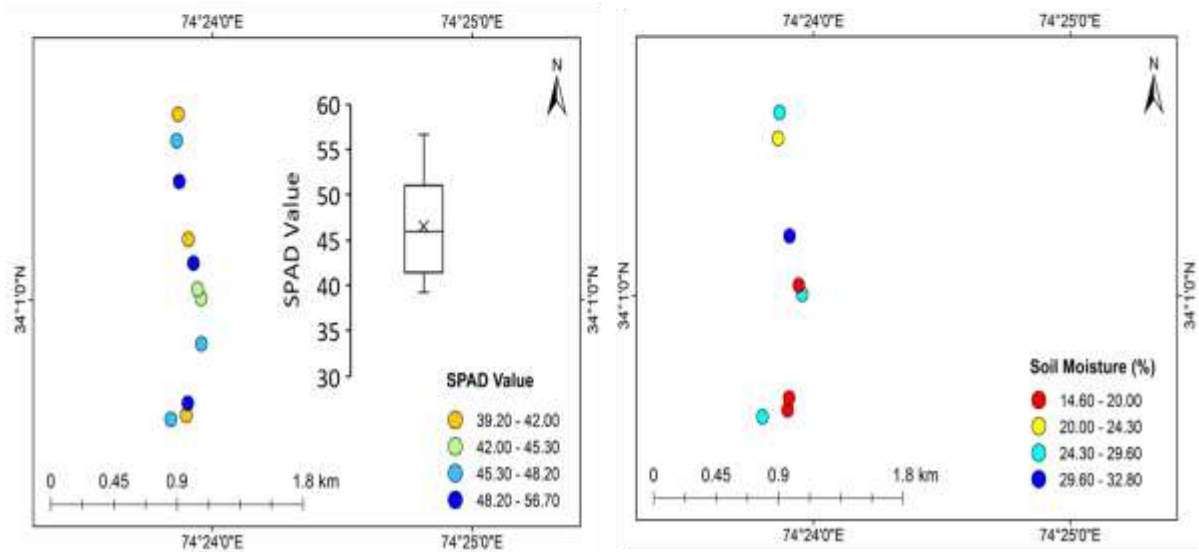 74°24'0"E 74°25'0"E
N
60
55
50
45
40
35
30
SPAD Value
34°1'0"N
34°1'0"N
SPAD Value
39.20 - 42.00
42.00 - 45.30
45.30 - 48.20
48.20 - 56.70
0 0.45 0.9 1.8 km
74°24'0"E 74°25'0"E
74°24'0"E 74°25'0"E
N
34°1'0"N
34°1'0"N
Soil Moisture (%)
14.60 - 20.00
20.00 - 24.30
24.30 - 29.60
29.60 - 32.80
0 0.45 0.9 1.8 km
74°24'0"E 74°25'0"E